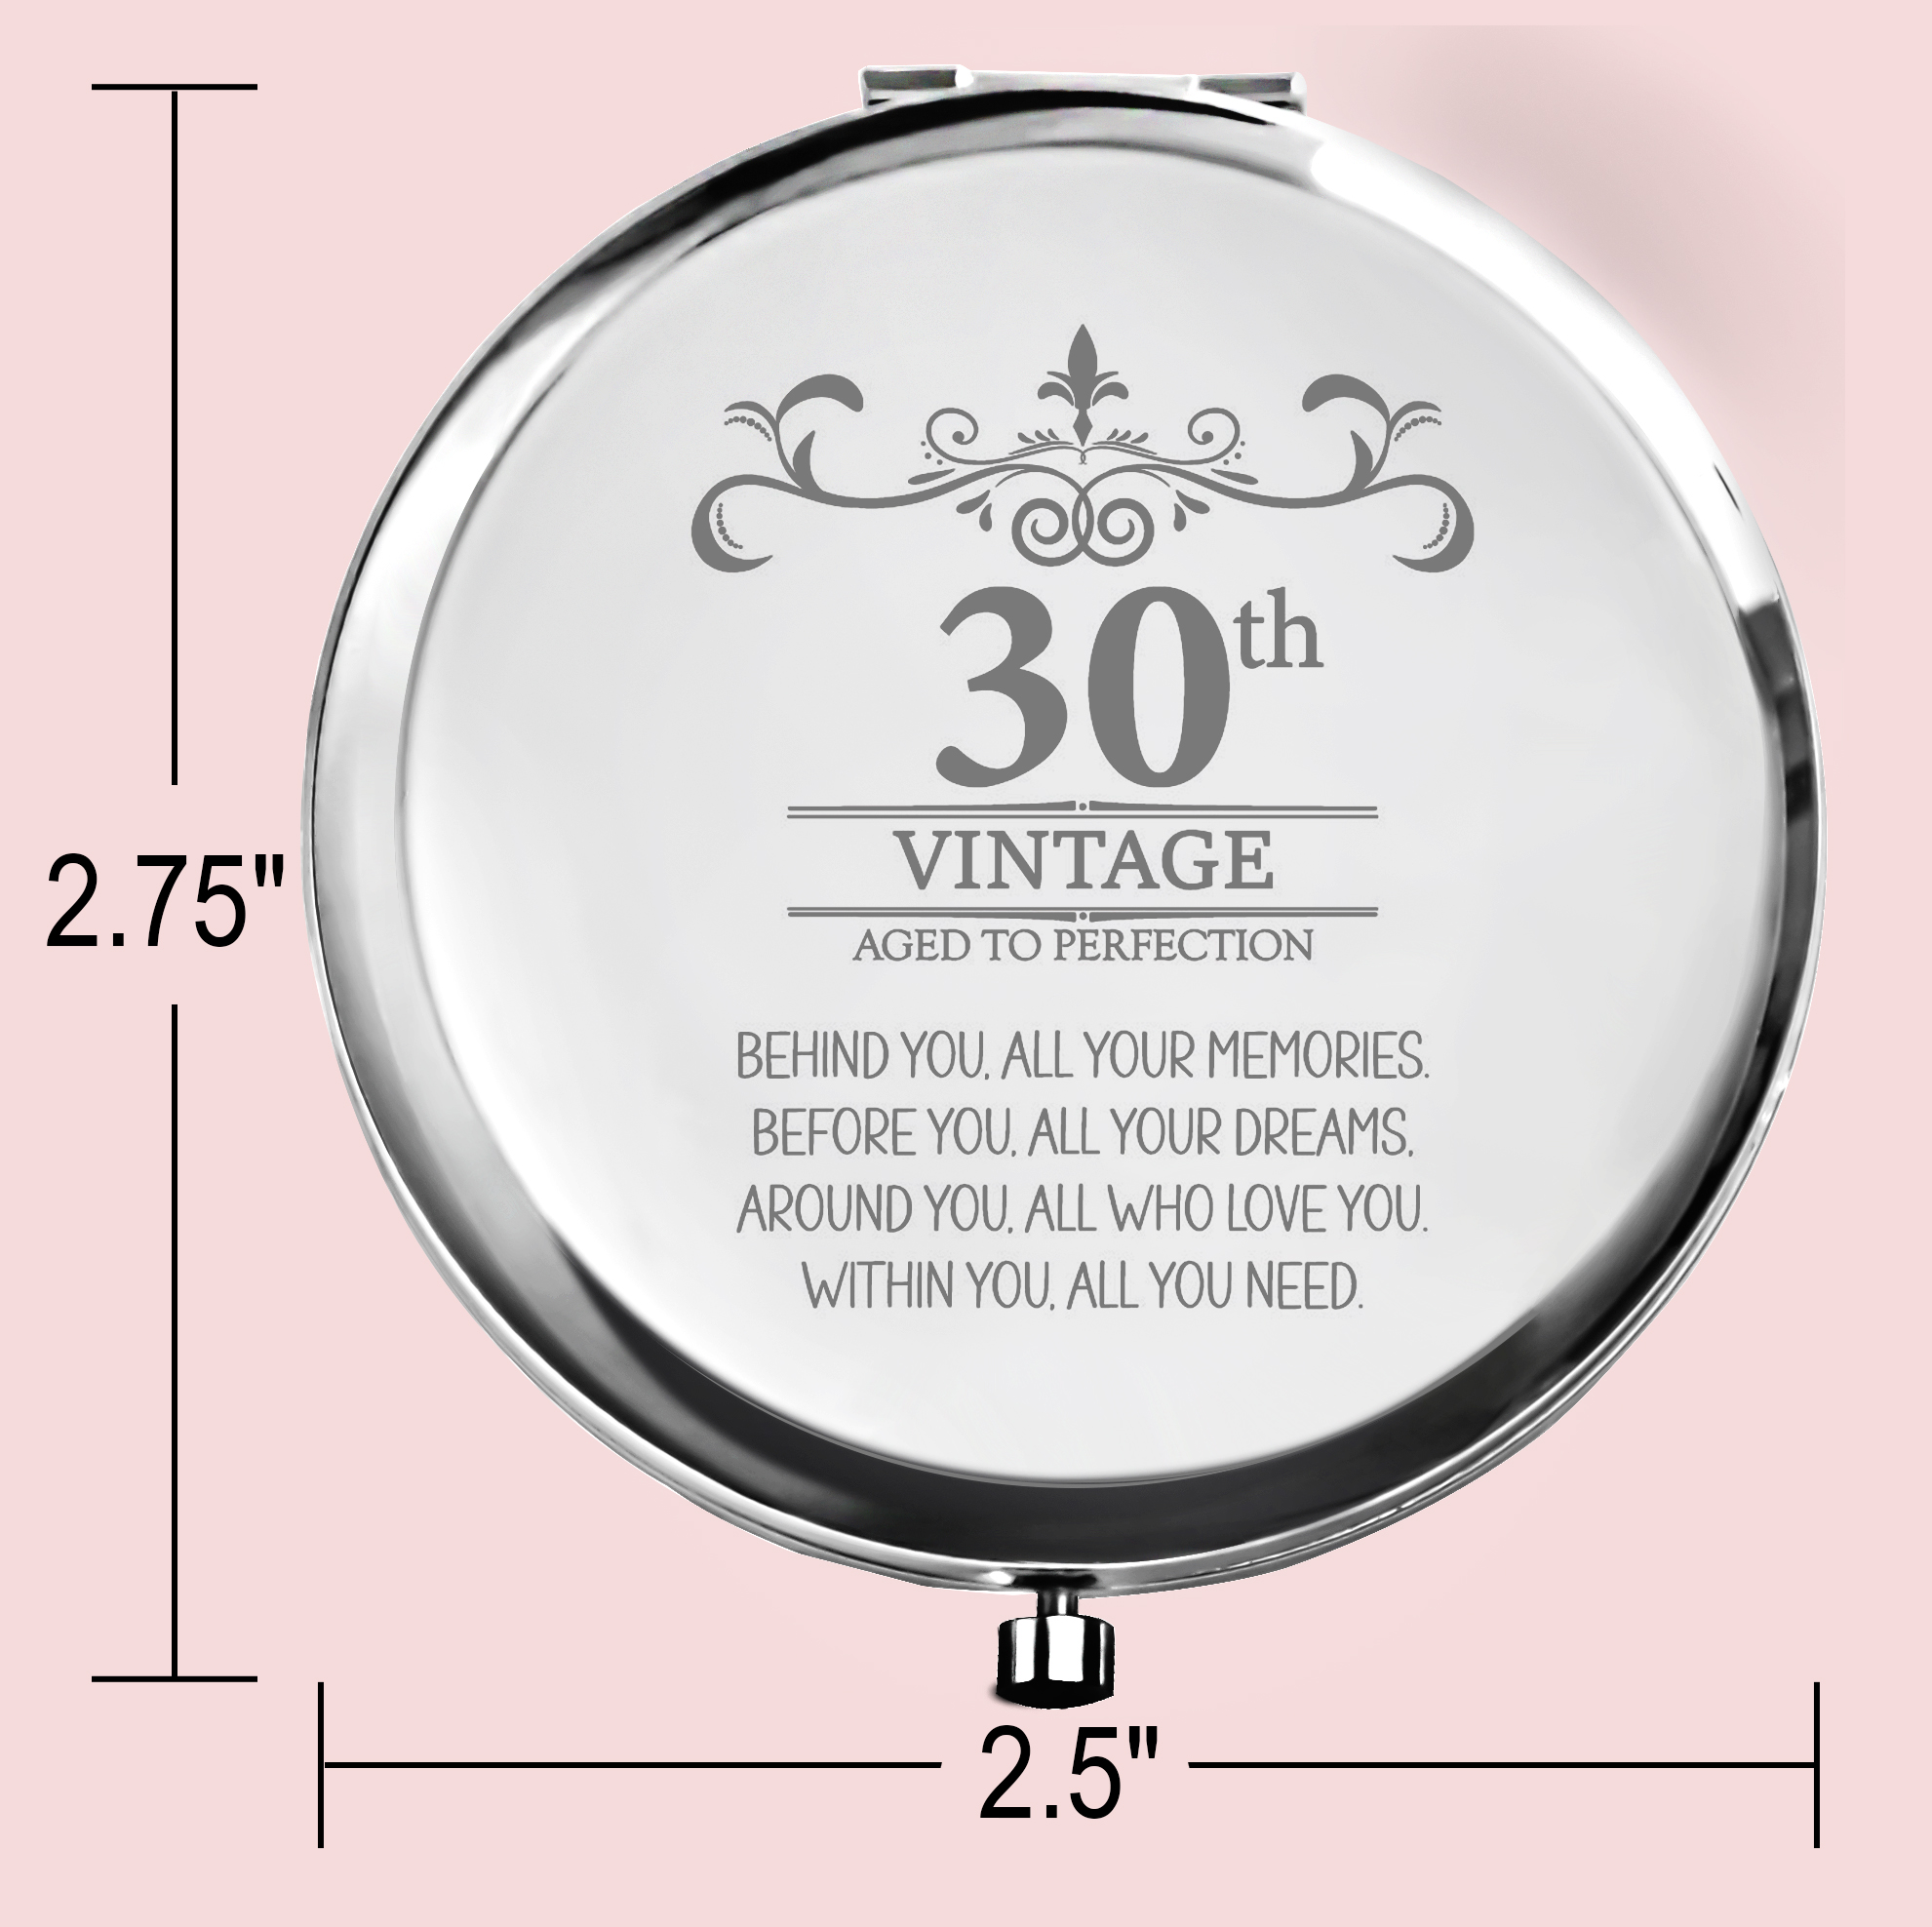 30th
VINTAGE
AGED TO PERFECTION
BEHIND YOU, ALL YOUR MEMORIES.
BEFORE YOU, ALL YOUR DREAMS,
AROUND YOU, ALL WHO LOVE YOU.
WITHIN YOU, ALL YOU NEED.
2.75"
2.5"